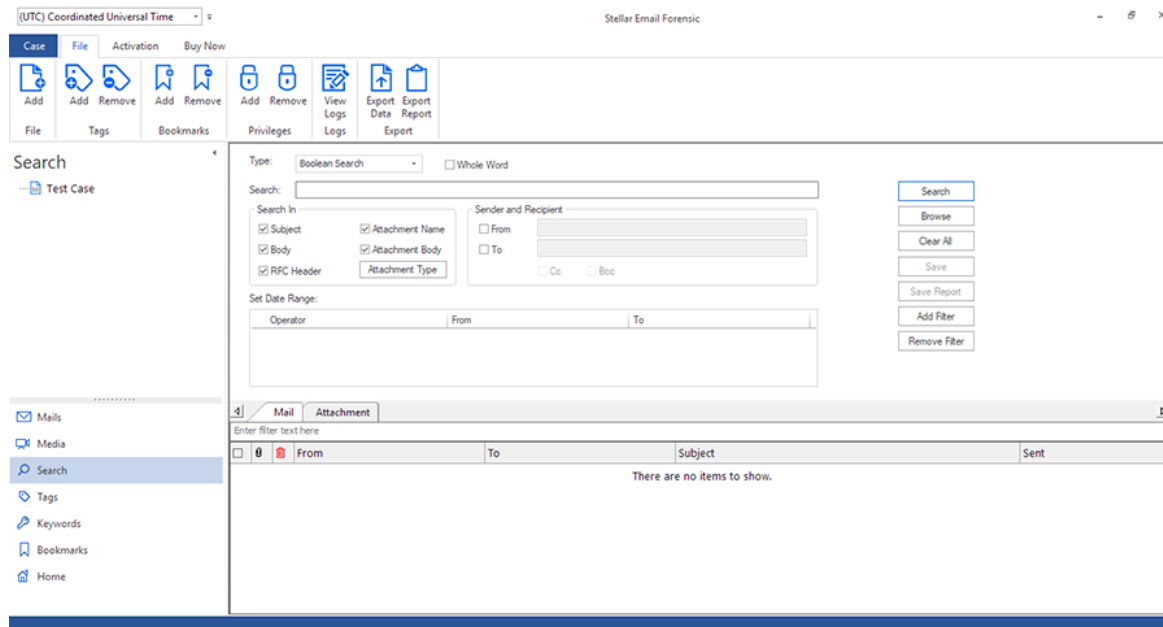 (UTC) Coordinated Universal Time
Stellar Email Forensic
Case File Activation Buy Now
Add Add Remove Add Remove Add Remove View Logs Export Data Export Report
File Tags Bookmarks Privileges Logs Export
Search
Test Case
Type: Boolean Search Whole Word
Search:
Search In
Subject Attachment Name
Body Attachment Body
RFC Header Attachment Type
Sender and Recipient
From
To
Cc Bcc
Set Date Range:
Operator From To
Search
Browse
Clear All
Save
Save Report
Add Filter
Remove Filter
Mails
Media
Search
Tags
Keywords
Bookmarks
Home
Mail Attachment
Enter filter text here
From To Subject Sent
There are no items to show.